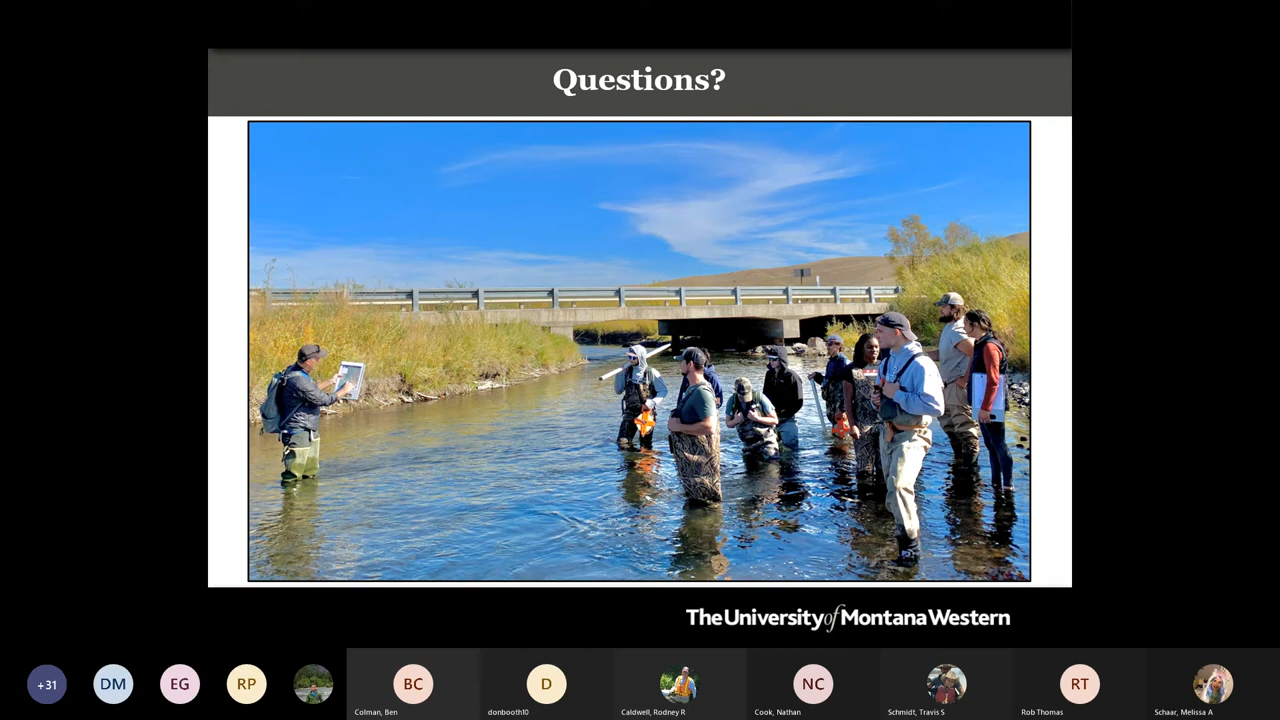 Questions?
The University of Montana Western
+31
DM
EG
RP
BC
D
NC
RT
Colman, Ben
donbooth10
Caldwell, Rodney R
Cook, Nathan
Schmidt, Travis S
Rob Thomas
Schaar, Melissa A